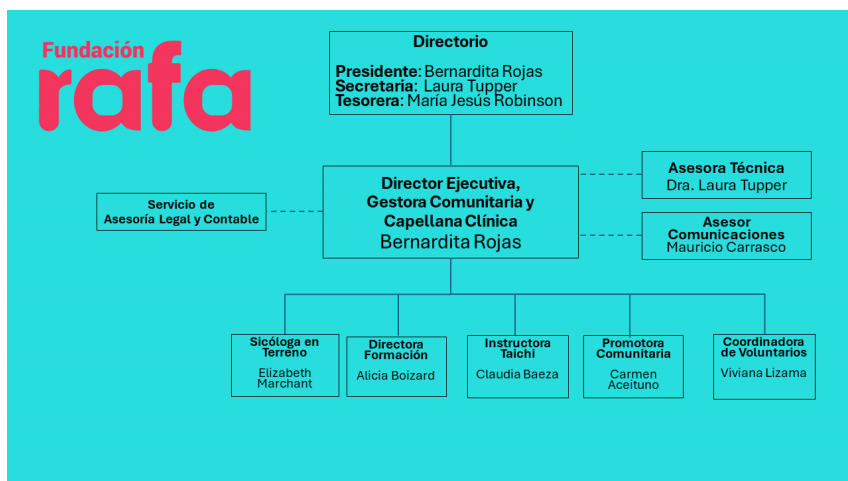 Fundación
rafa
Directorio
Presidente: Bernardita Rojas
Secretaria: Laura Tupper
Tesorera: María Jesús Robinson
Director Ejecutiva,
Gestora Comunitaria y
Capellana Clínica
Bernardita Rojas
Servicio de
Asesoría Legal y Contable
Asesora Técnica
Dra. Laura Tupper
Asesor
Comunicaciones
Mauricio Carrasco
Sicóloga en
Terreno
Elizabeth
Marchant
Directora
Formación
Alicia Boizard
Instructora
Taichi
Claudia Baeza
Promotora
Comunitaria
Carmen
Aceituno
Coordinadora
de Voluntarios
Viviana Lizama